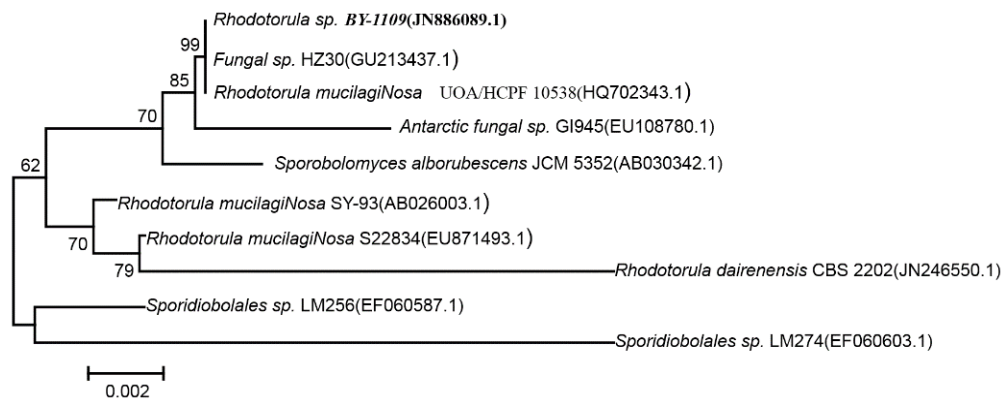 Rhodotorula sp. BY-1109(JN886089.1)
99
Fungal sp. HZ30(GU213437.1)
85
Rhodotorula mucilagiNosa UOA/HCPF 10538(HQ702343.1)
70
Antarctic fungal sp. GI945(EU108780.1)
62
Sporobolomyces alborubescens JCM 5352(AB030342.1)
Rhodotorula mucilagiNosa SY-93(AB026003.1)
70
Rhodotorula mucilagiNosa S22834(EU871493.1)
79
Rhodotorula dairenensis CBS 2202(JN246550.1)
Sporidiobolales sp. LM256(EF060587.1)
Sporidiobolales sp. LM274(EF060603.1)
0.002